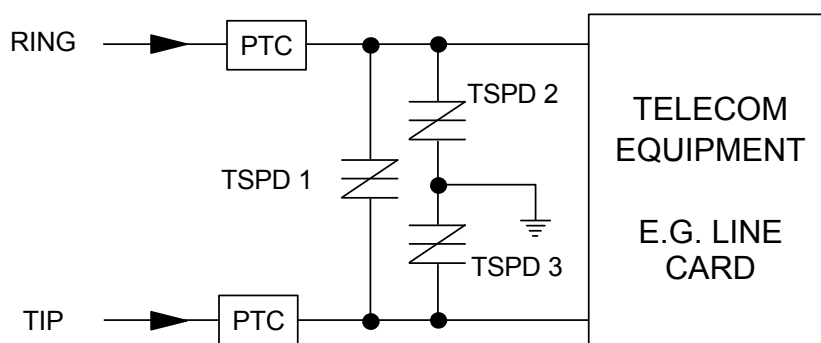 RING
PTC
TSPD 2
TSPD 1
TSPD 3
TIP
PTC
TELECOM
EQUIPMENT
E.G. LINE
CARD